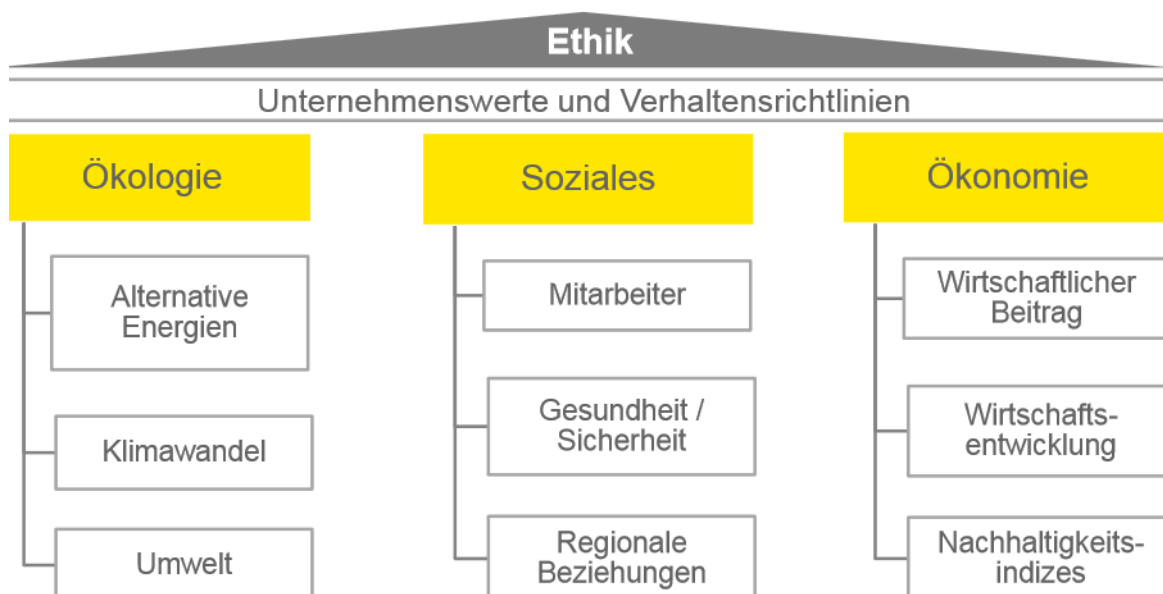 Ethik
Unternehmenswerte und Verhaltensrichtlinien
Ökologie
Alternative
Energien
Klimawandel
Umwelt
Soziales
Mitarbeiter
Gesundheit /
Sicherheit
Regionale
Beziehungen
Ökonomie
Wirtschaftlicher
Beitrag
Wirtschafts-
entwicklung
Nachhaltigkeits-
indizes